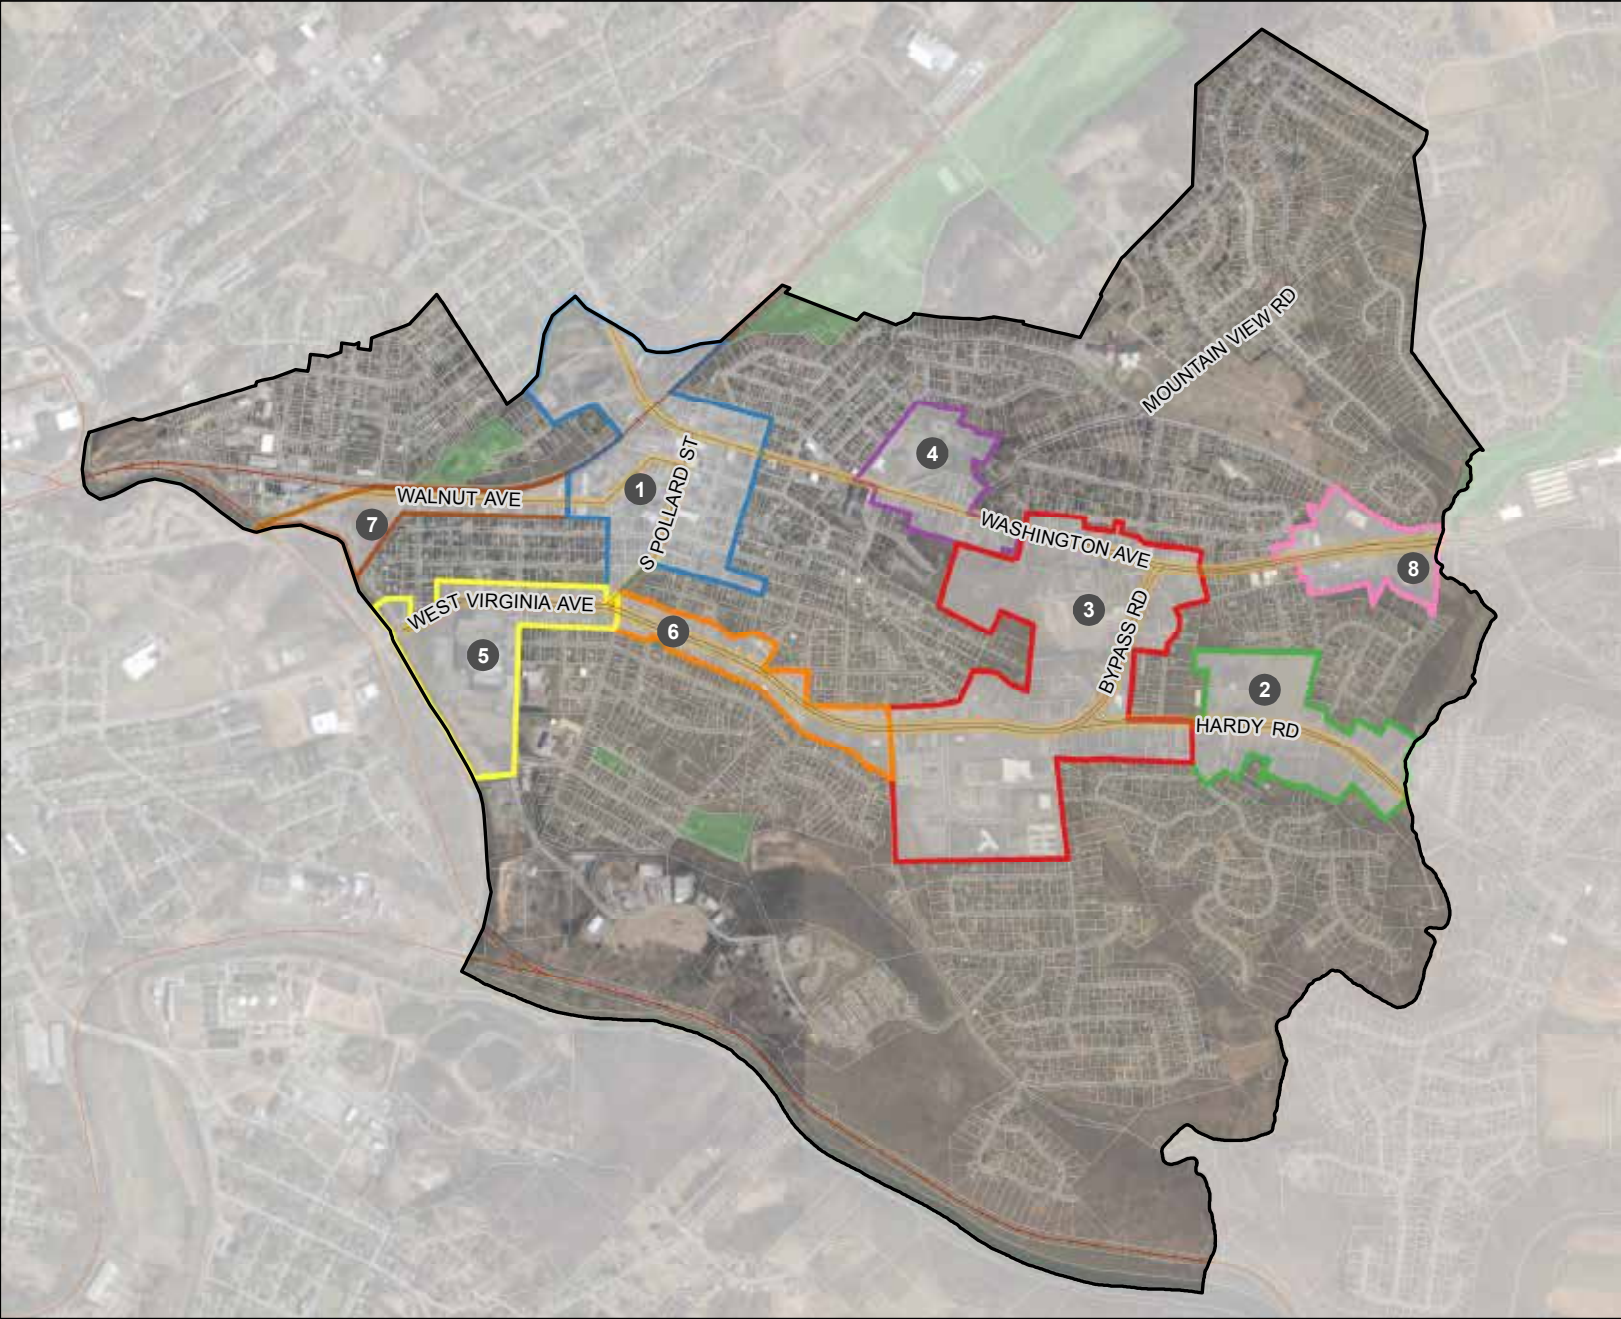 MOUNTAIN VIEW RD
4
1
S POLLARD ST
WALNUT AVE
7
WASHINGTON AVE
8
WEST VIRGINIA AVE
3
6
5
BYPASS RD
2
HARDY RD